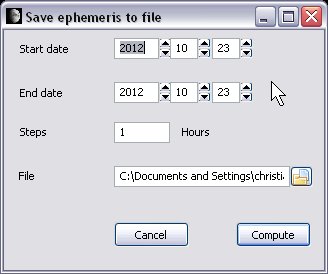 Save ephemeris to file
Start date 2012 10 23
End date 2012 10 23
Steps 1 Hours
File C:\Documents and Settings\christi
Cancel Compute